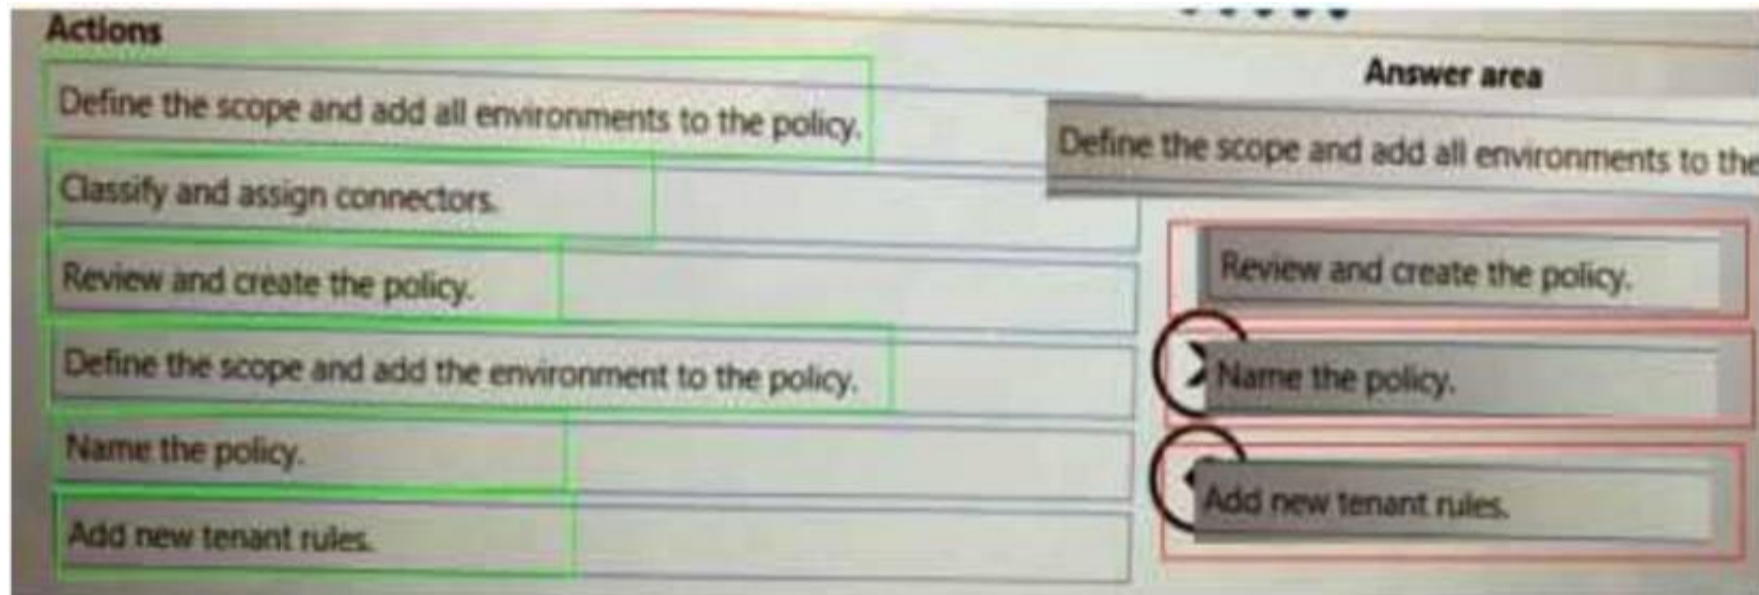 Actions
Define the scope and add all environments to the policy.
Classify and assign connectors.
Review and create the policy.
Define the scope and add the environment to the policy.
Name the policy.
Add new tenant rules.
Answer area
Define the scope and add all environments to the
Review and create the policy.
Name the policy.
Add new tenant rules.